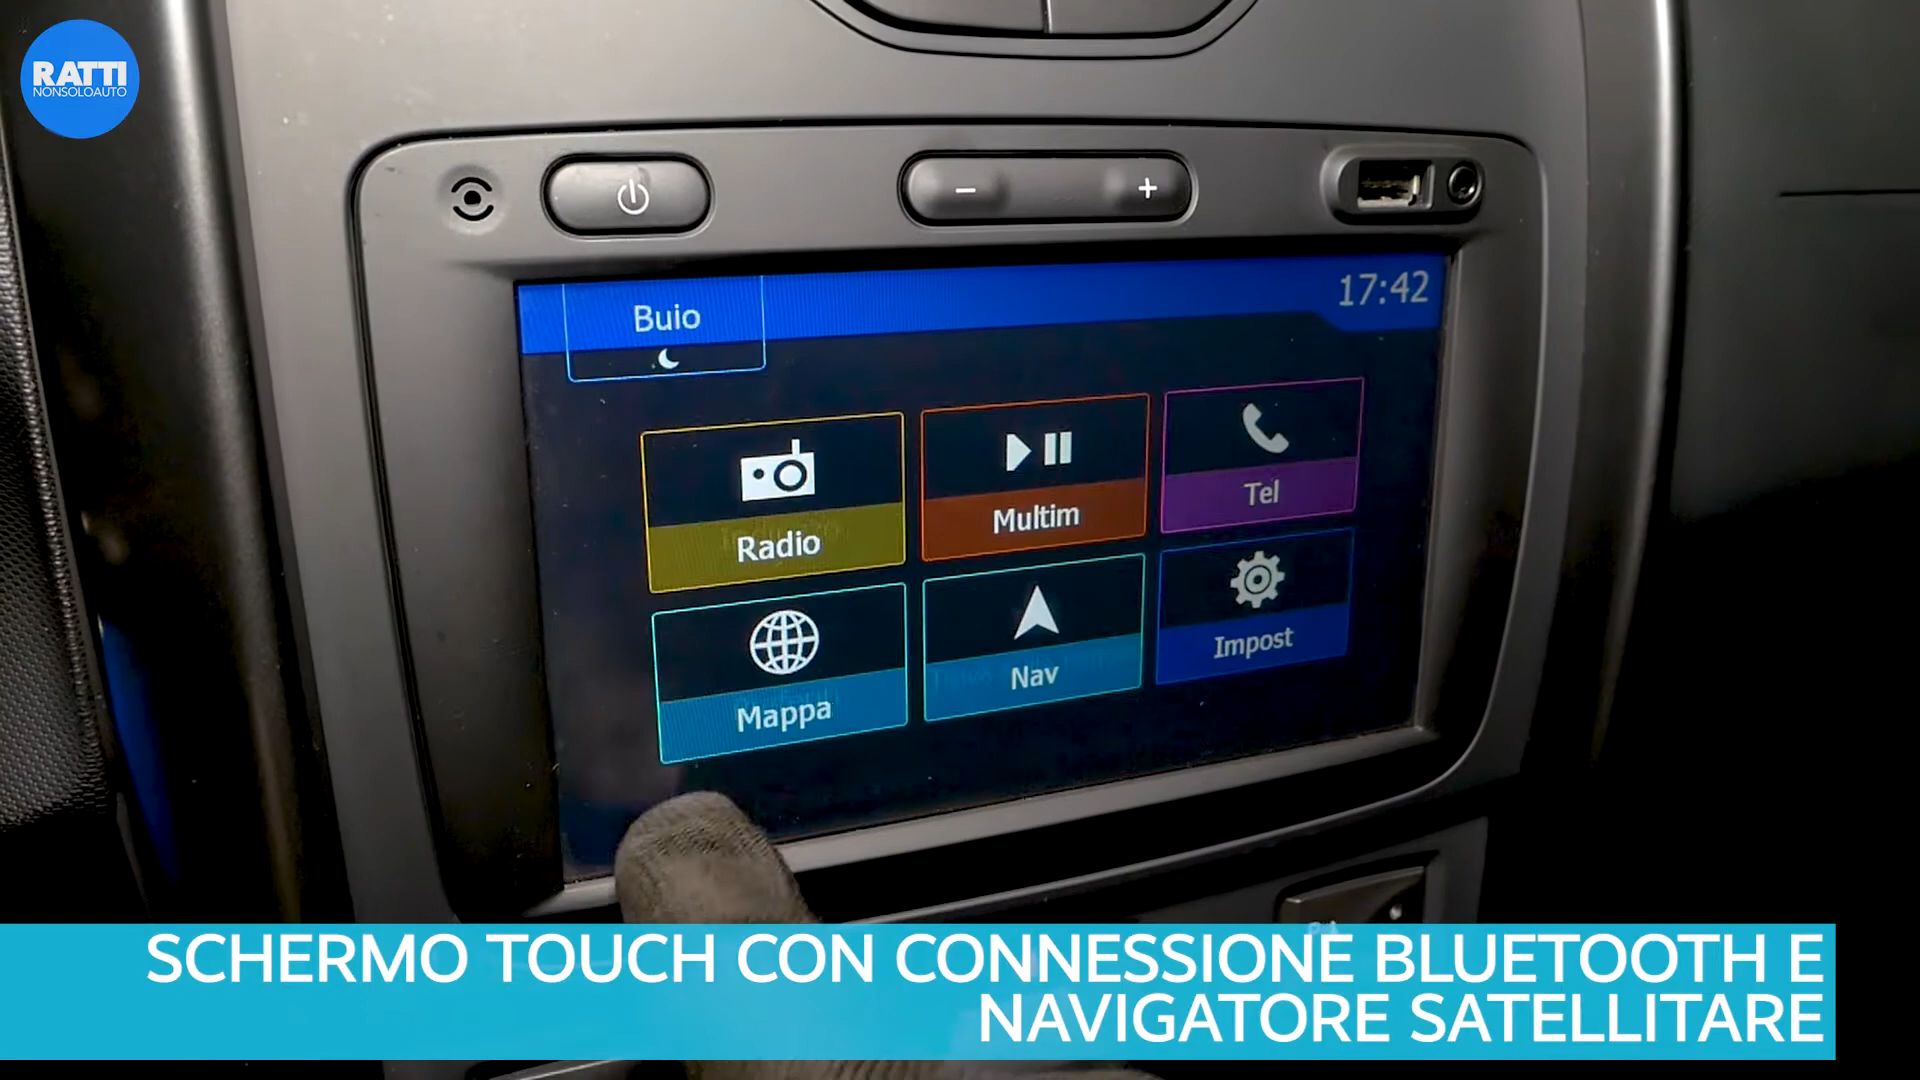 RATTI
NONSOLOAUTO
Buio
17:42
Radio
Multim
Tel
Mappa
Nav
Impost
SCHERMO TOUCH CON CONNESSIONE BLUETOOTH E
NAVIGATORE SATELLITARE